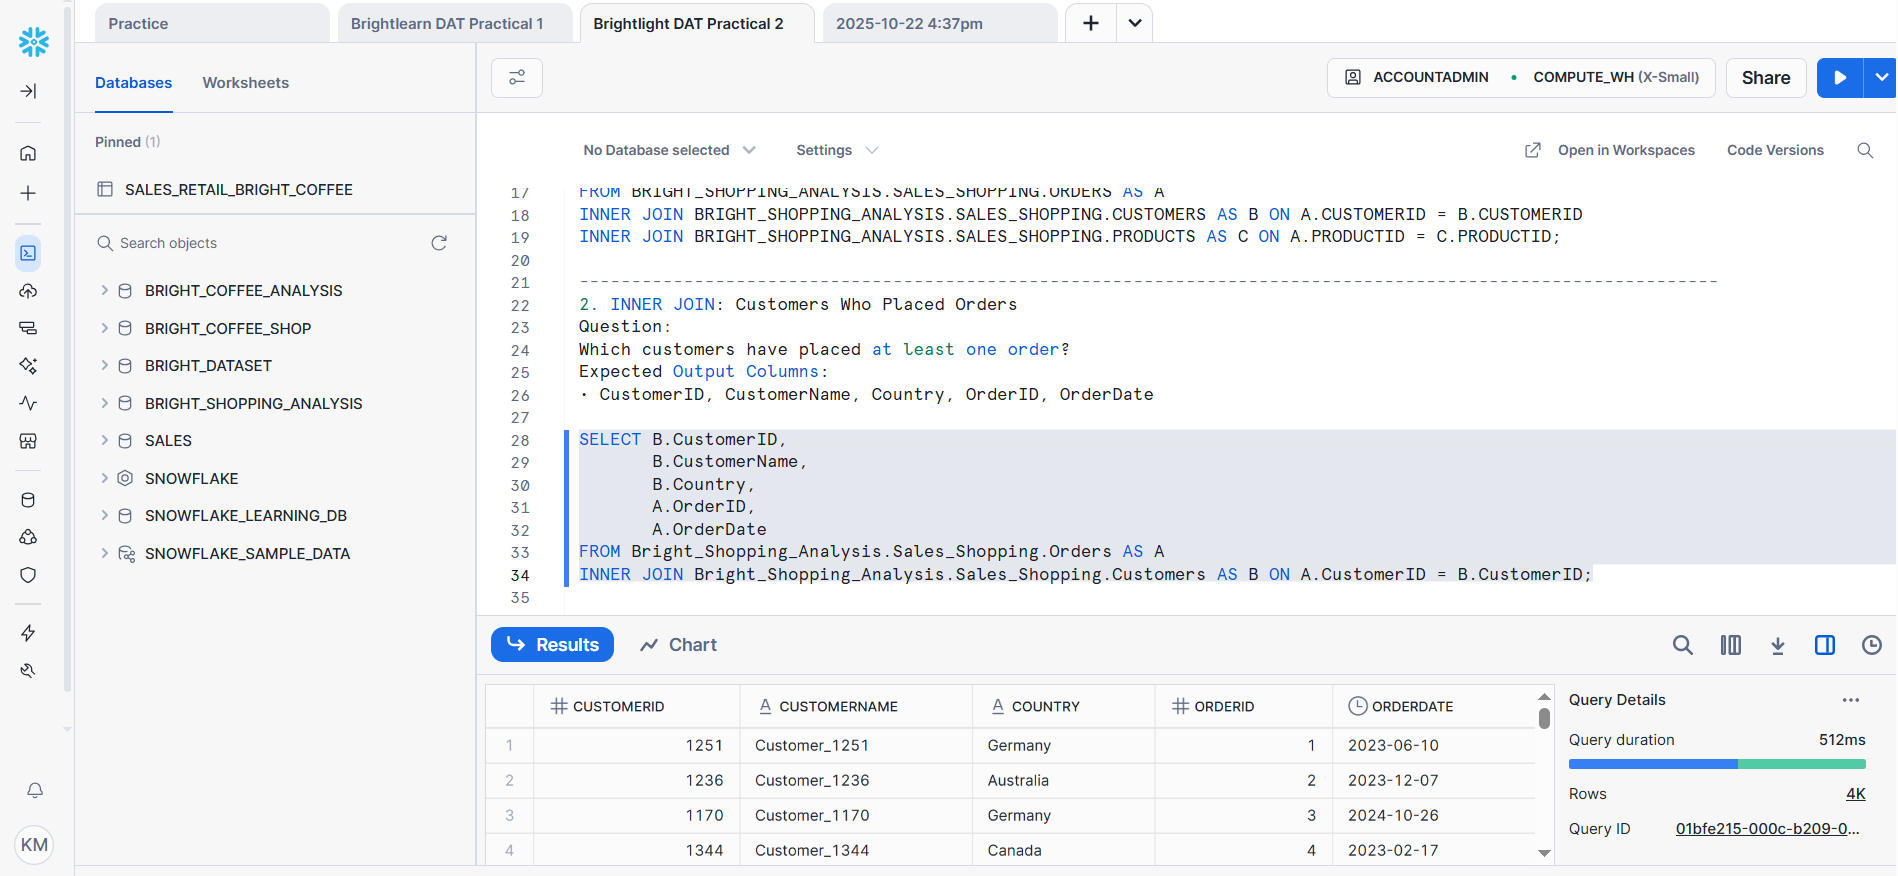 Practice
Brightlearn DAT Practical 1
Brightlight DAT Practical 2
2025-10-22 4:37pm
Databases
Worksheets
ACCOUNTADMIN
COMPUTE_WH (X-Small)
Share
Pinned (1)
SALES_RETAIL_BRIGHT_COFFEE
Search objects
BRIGHT_COFFEE_ANALYSIS
BRIGHT_COFFEE_SHOP
BRIGHT_DATASET
BRIGHT_SHOPPING_ANALYSIS
SALES
SNOWFLAKE
SNOWFLAKE_LEARNING_DB
SNOWFLAKE_SAMPLE_DATA
KM
No Database selected
Settings
Open in Workspaces
Code Versions
17 FROM BRIGHT_SHOPPING_ANALYSIS.SALES_SHOPPING.ORDERS AS A
18 INNER JOIN BRIGHT_SHOPPING_ANALYSIS.SALES_SHOPPING.CUSTOMERS AS B ON A.CUSTOMERID = B.CUSTOMERID
19 INNER JOIN BRIGHT_SHOPPING_ANALYSIS.SALES_SHOPPING.PRODUCTS AS C ON A.PRODUCTID = C.PRODUCTID;
20
21 -------------------------------------------------------------------------------------------------------------
22 2. INNER JOIN: Customers Who Placed Orders
23 Question:
24 Which customers have placed at least one order?
25 Expected Output Columns:
26 • CustomerID, CustomerName, Country, OrderID, OrderDate
27
28 SELECT B.CustomerID,
29 B.CustomerName,
30 B.Country,
31 A.OrderID,
32 A.OrderDate
33 FROM Bright_Shopping_Analysis.Sales_Shopping.Orders AS A
34 INNER JOIN Bright_Shopping_Analysis.Sales_Shopping.Customers AS B ON A.CustomerID = B.CustomerID;
35
Results
Chart
# CUSTOMERID A CUSTOMERNAME A COUNTRY # ORDERID ORDERDATE
1 1251 Customer_1251 Germany 1 2023-06-10
2 1236 Customer_1236 Australia 2 2023-12-07
3 1170 Customer_1170 Germany 3 2024-10-26
4 1344 Customer_1344 Canada 4 2023-02-17
Query Details
...
Query duration 512ms
Rows 4K
Query ID 01bfe215-000c-b209-0...